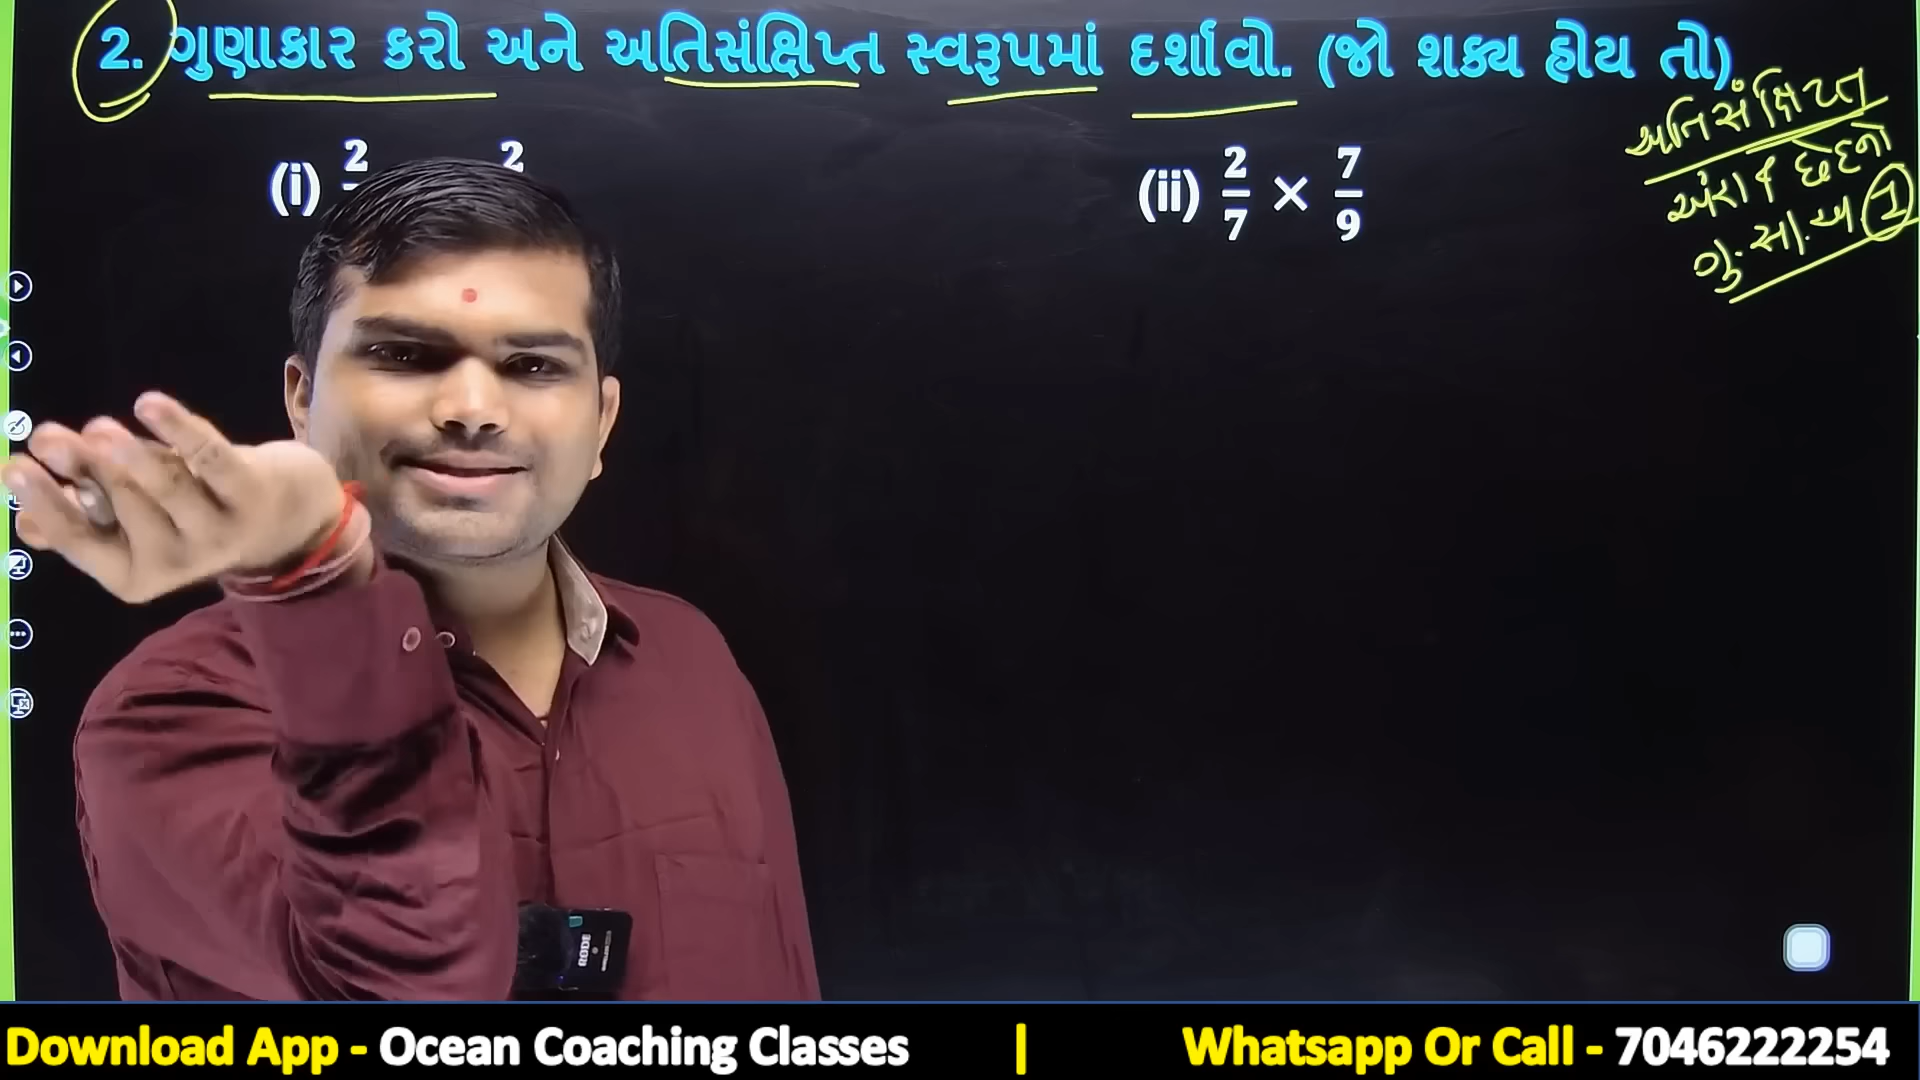 2. ગુણાકાર કરો અને અતિસંક્ષિપ્ત સ્વરૂપમાં દર્શાવો. (જો શક્ય હોય તો)
અતિસંક્ષિપ્ત
અંશ ને છેદનો
ગુ.સા.અ 1
(i) 2 2
(ii) 2/7 × 7/9
RØDE
Download App - Ocean Coaching Classes | Whatsapp Or Call - 7046222254